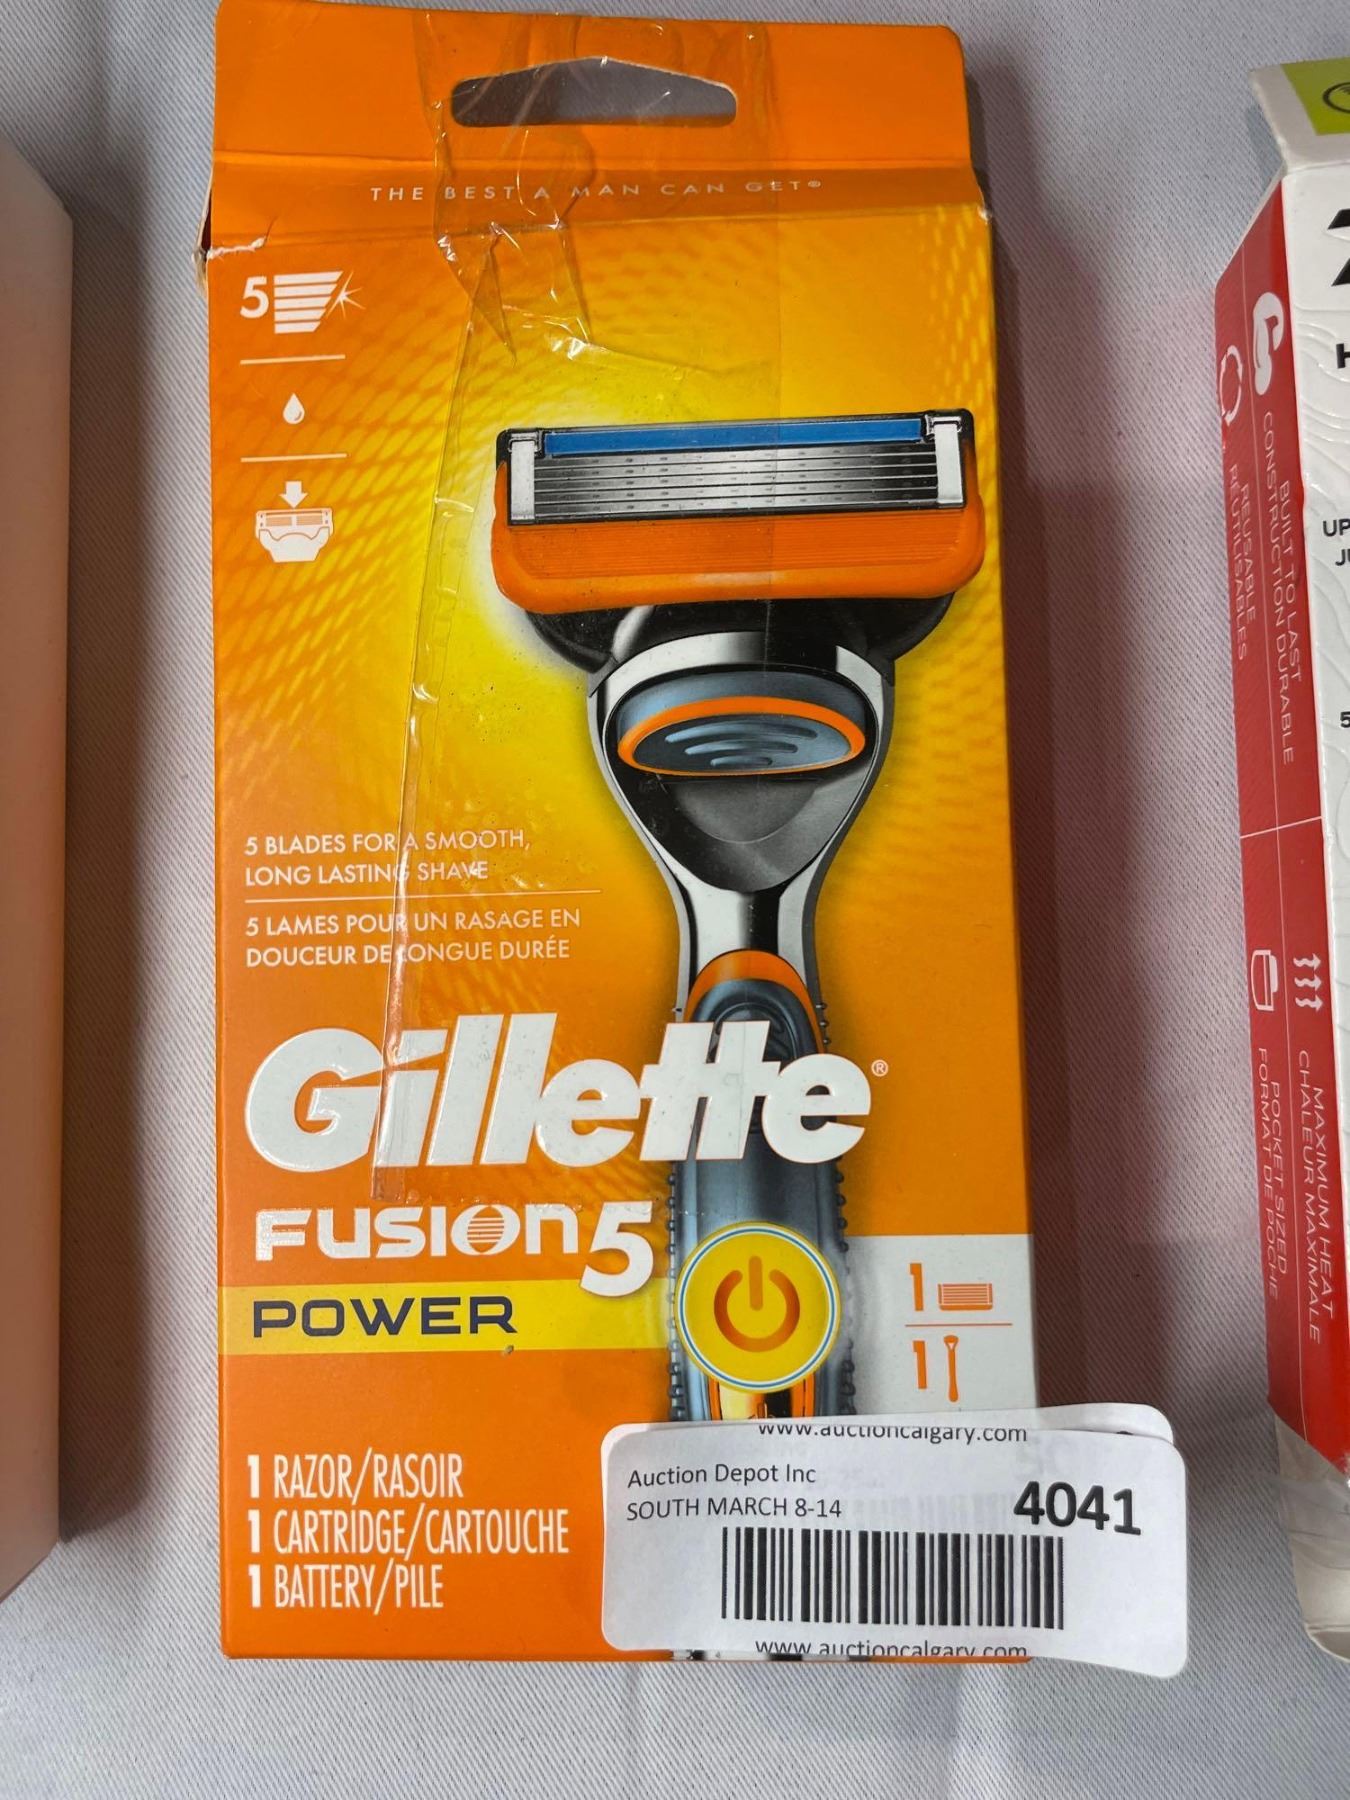 THE BEST A MAN CAN GET®
5
5 BLADES FOR A SMOOTH,
LONG LASTING SHAVE
5 LAMES POUR UN RASAGE EN
DOUCEUR DE LONGUE DURÉE
Gillette®
FUSION5
POWER
1
1
1 RAZOR/RASOIR
1 CARTRIDGE/CARTOUCHE
1 BATTERY/PILE
www.auctioncalgary.com
Auction Depot Inc
SOUTH MARCH 8-14
4041
www.auctioncalgary.com
BUILT TO LAST
CONSTRUCTION DURABLE
REUSABLE
RÉUTILISABLES
MAXIMUM HEAT
CHALEUR MAXIMALE
POCKET SIZED
FORMAT DE POCHE
UP
5